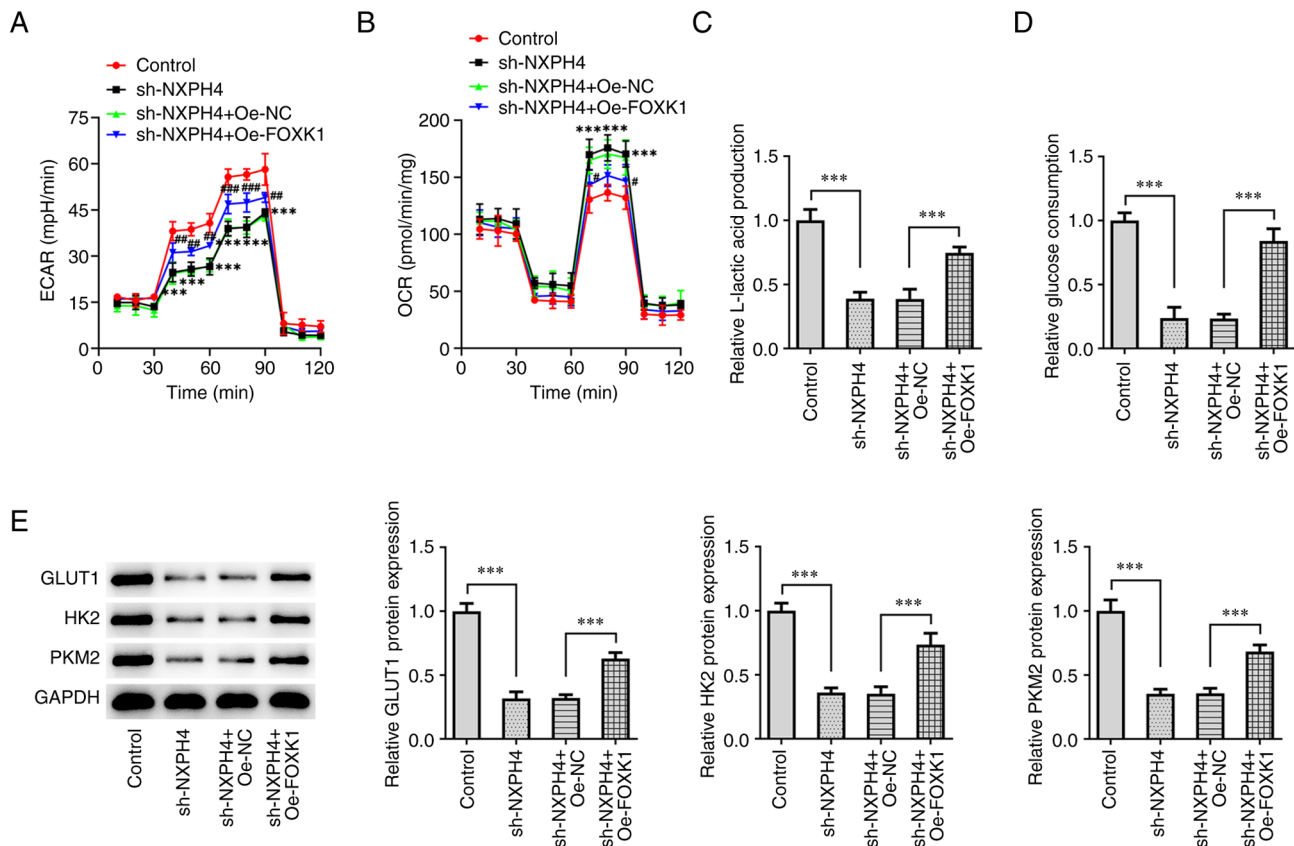 A
B
C
D
Control
sh-NXPH4
sh-NXPH4+Oe-NC
sh-NXPH4+Oe-FOXK1
ECAR (mpH/min)
75
60
45
30
15
0
0
30
60
90
120
Time (min)
***
***
***
***
***
***
##
##
##
###
###
##
Control
sh-NXPH4
sh-NXPH4+Oe-NC
sh-NXPH4+Oe-FOXK1
OCR (pmol/min/mg)
200
150
100
50
0
0
30
60
90
120
Time (min)
***
***
***
#
#
Relative L-lactic acid production
1.5
1.0
0.5
0.0
***
***
Control
sh-NXPH4
sh-NXPH4+
Oe-NC
sh-NXPH4+
Oe-FOXK1
Relative glucose consumption
1.5
1.0
0.5
0.0
***
***
Control
sh-NXPH4
sh-NXPH4+
Oe-NC
sh-NXPH4+
Oe-FOXK1
E
GLUT1
HK2
PKM2
GAPDH
Control
sh-NXPH4
sh-NXPH4+
Oe-NC
sh-NXPH4+
Oe-FOXK1
Relative GLUT1 protein expression
1.5
1.0
0.5
0.0
***
***
Control
sh-NXPH4
sh-NXPH4+
Oe-NC
sh-NXPH4+
Oe-FOXK1
Relative HK2 protein expression
1.5
1.0
0.5
0.0
***
***
Control
sh-NXPH4
sh-NXPH4+
Oe-NC
sh-NXPH4+
Oe-FOXK1
Relative PKM2 protein expression
1.5
1.0
0.5
0.0
***
***
Control
sh-NXPH4
sh-NXPH4+
Oe-NC
sh-NXPH4+
Oe-FOXK1